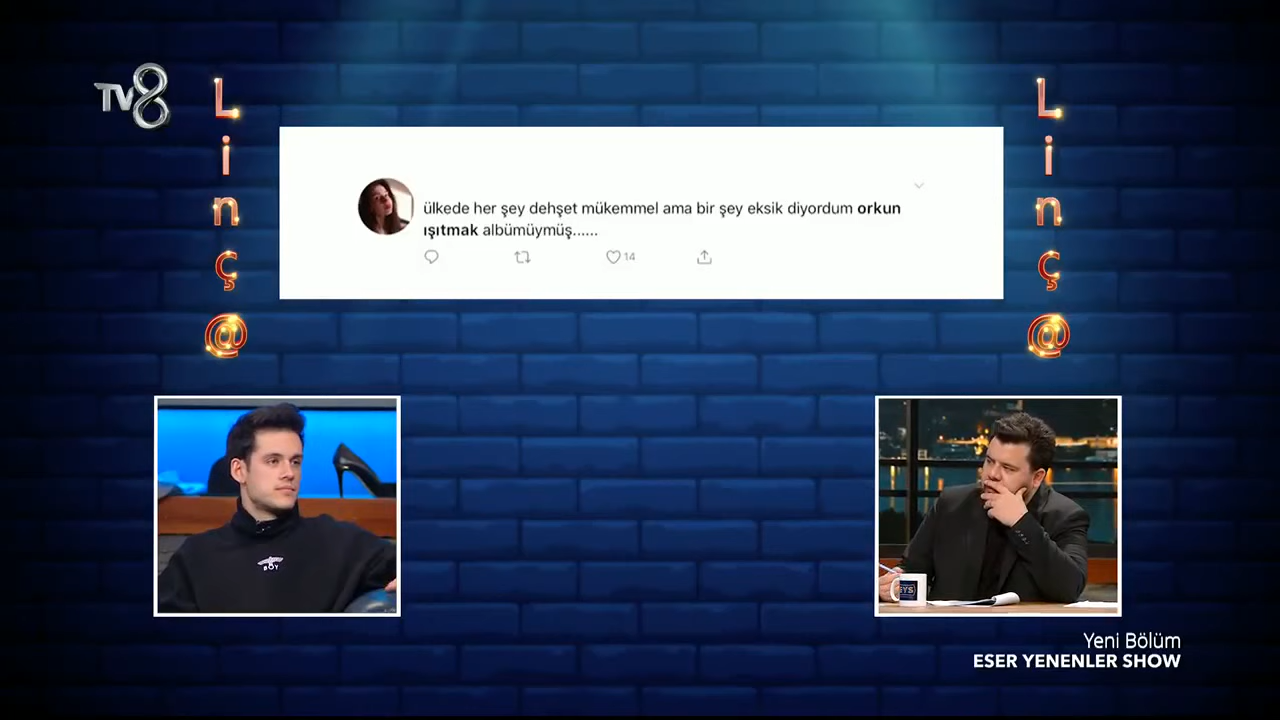 TV8
Linç@
Linç@
ülkede her şey dehşet mükemmel ama bir şey eksik diyordum orkun
ışıtmak albümüymüş......
14
BOY
EYS
Yeni Bölüm
ESER YENENLER SHOW